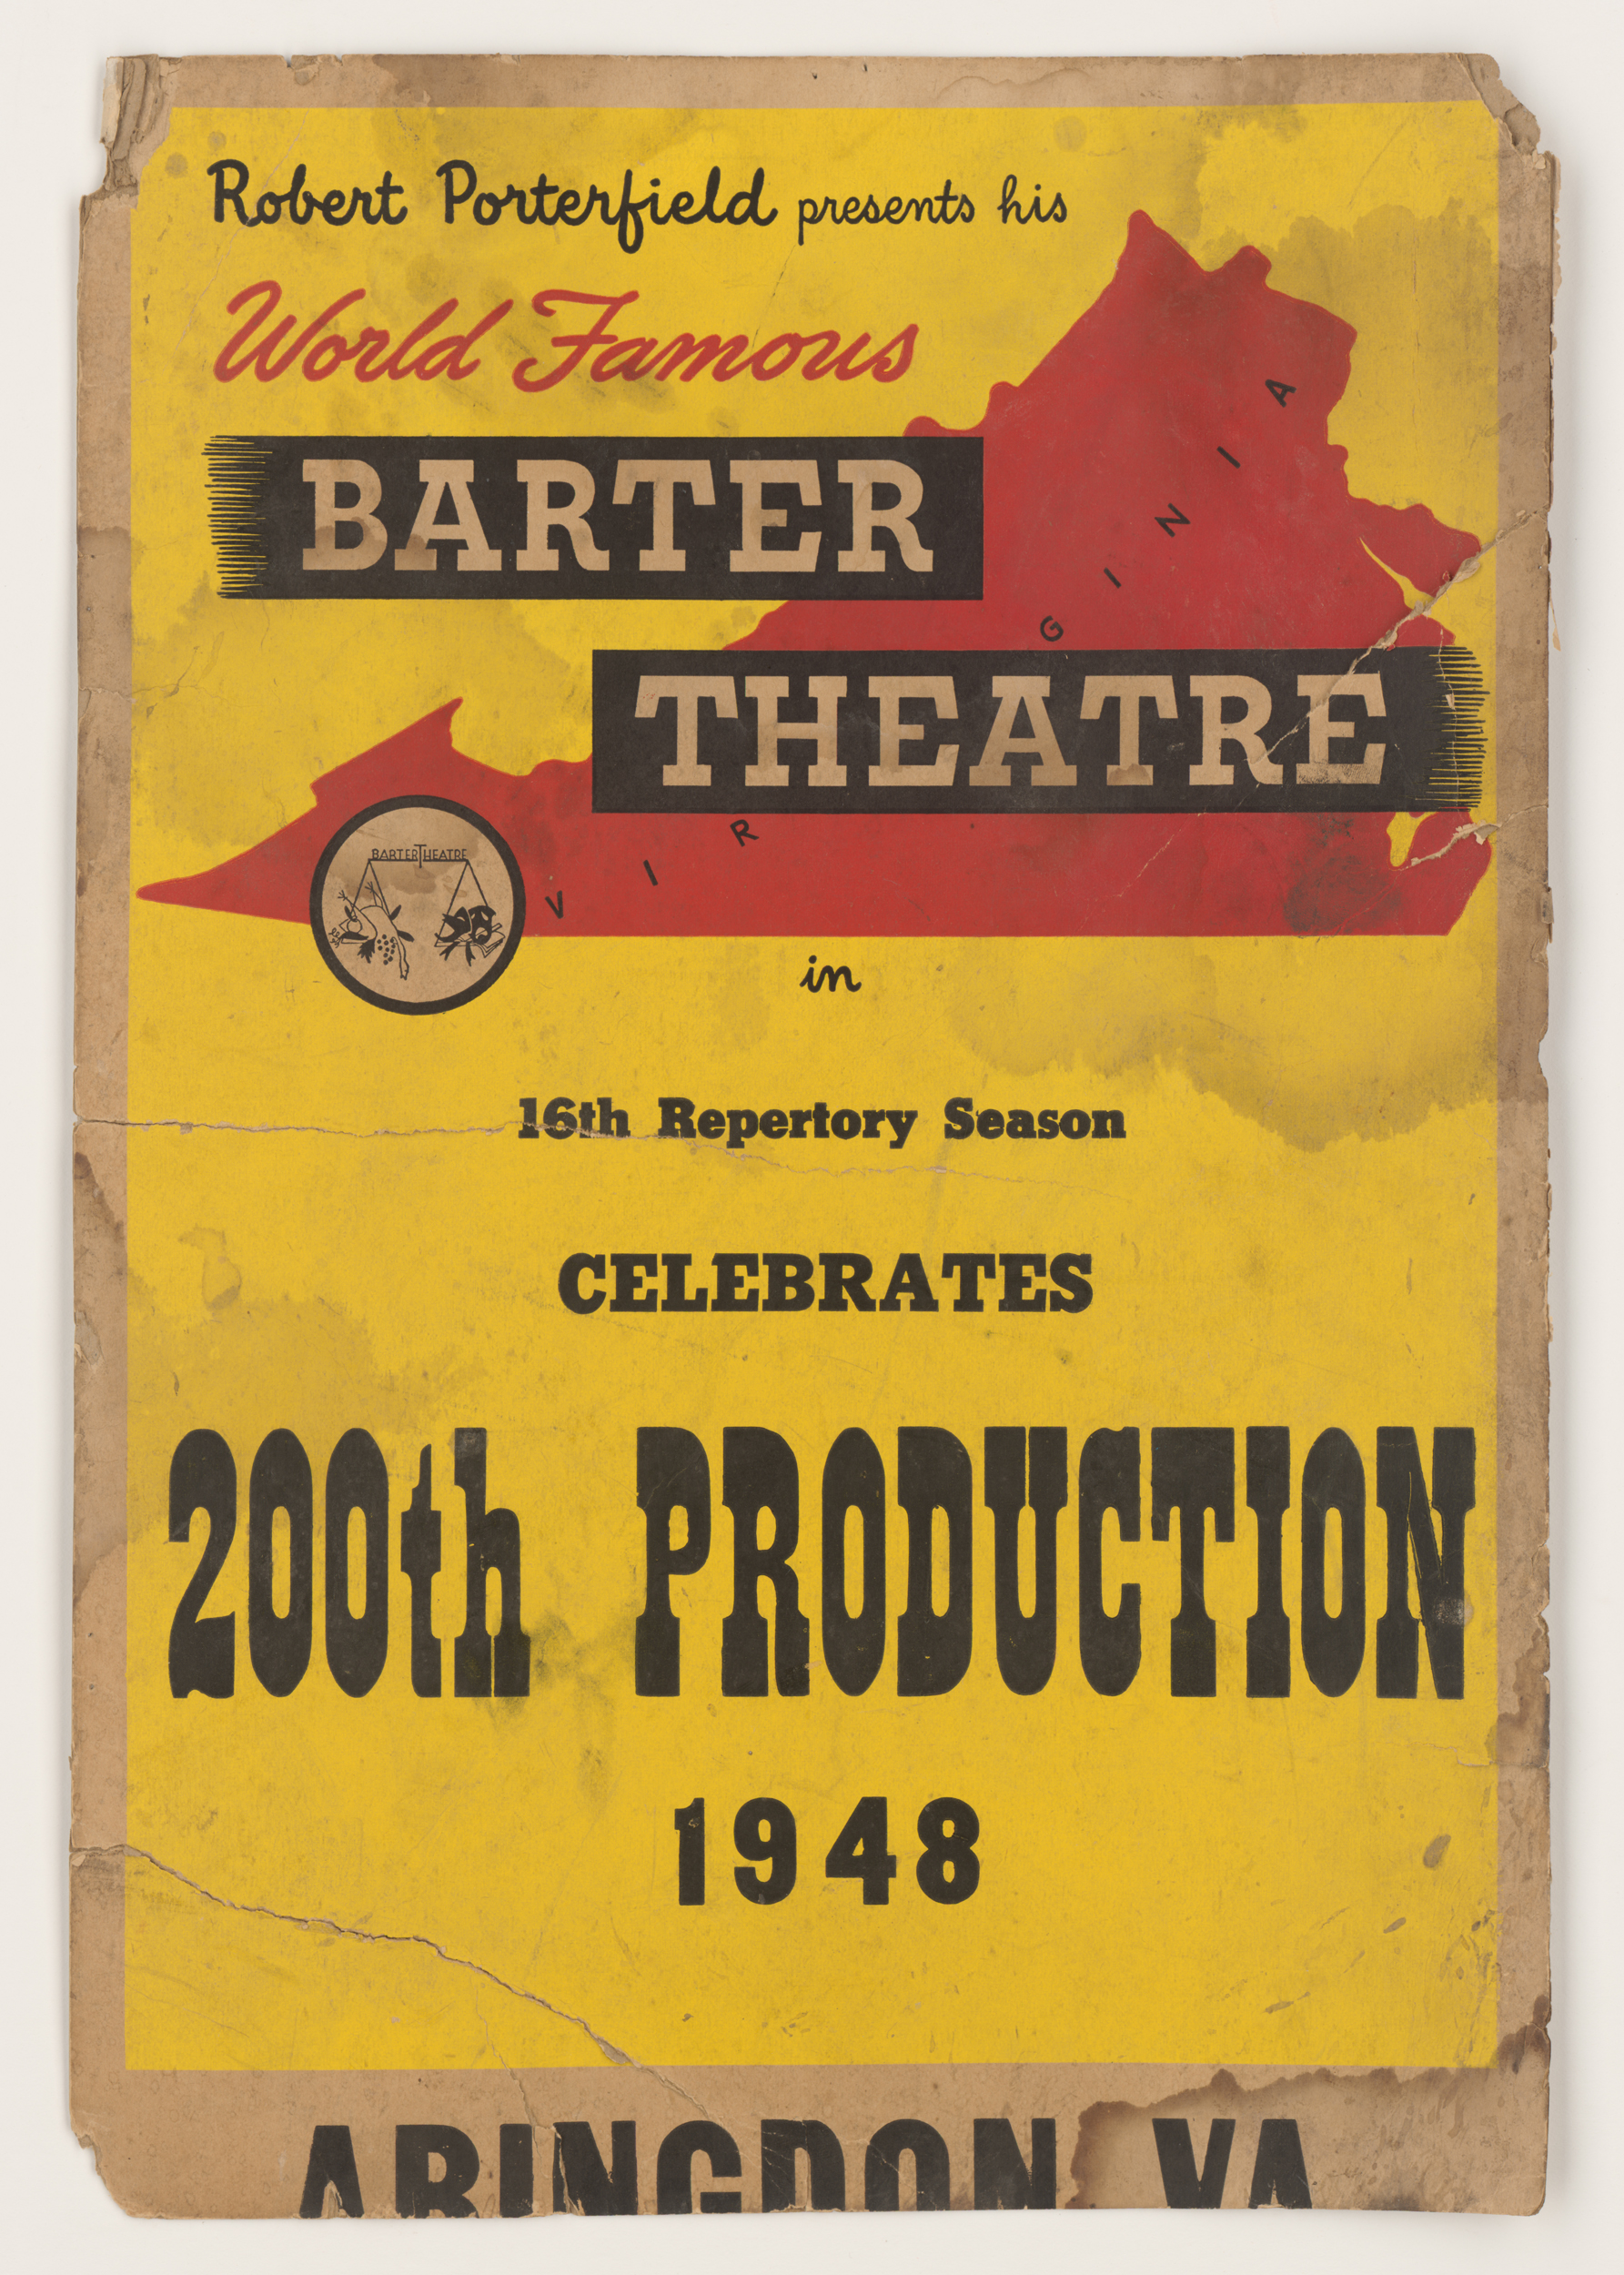 Robert Porterfield presents his
World Famous
BARTER
THEATRE
VIRGINIA
BARTER THEATRE
in
16th Repertory Season
CELEBRATES
200th PRODUCTION
1948
ABINGDON VA